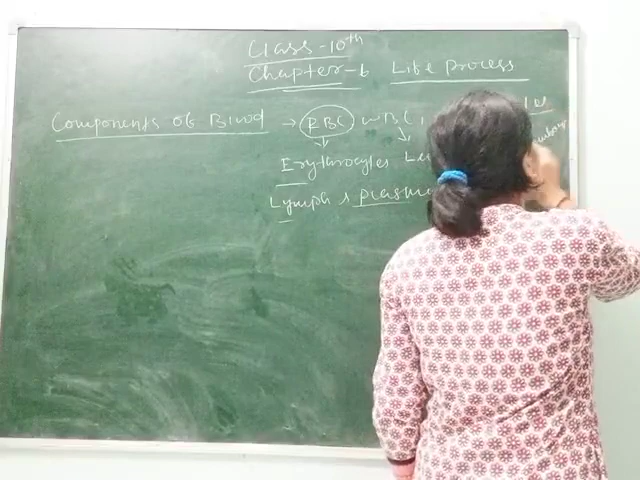 Class - 10th
Chapter - 6 Life Process
Components of Blood → RBC WBC,
Erythrocytes
Lymph & plasma